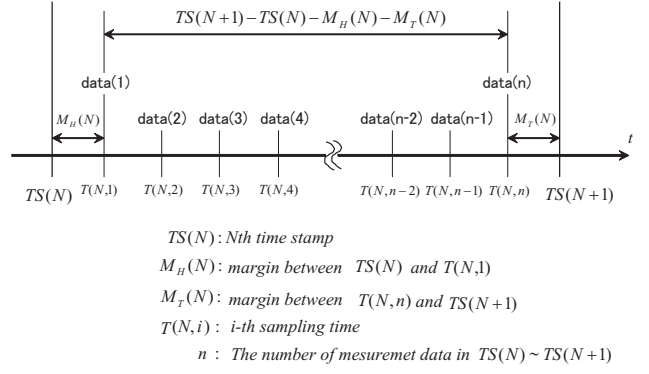 TS(N+1)−TS(N)−M_H(N)−M_T(N)
data(1) data(n)
M_H(N) data(2) data(3) data(4) data(n-2) data(n-1) M_T(N)
t
TS(N) T(N,1) T(N,2) T(N,3) T(N,4) T(N,n−2) T(N,n−1) T(N,n) TS(N+1)
TS(N): Nth time stamp
M_H(N): margin between TS(N) and T(N,1)
M_T(N): margin between T(N,n) and TS(N+1)
T(N,i) : i-th sampling time
n : The number of mesuremet data in TS(N) ~ TS(N+1)